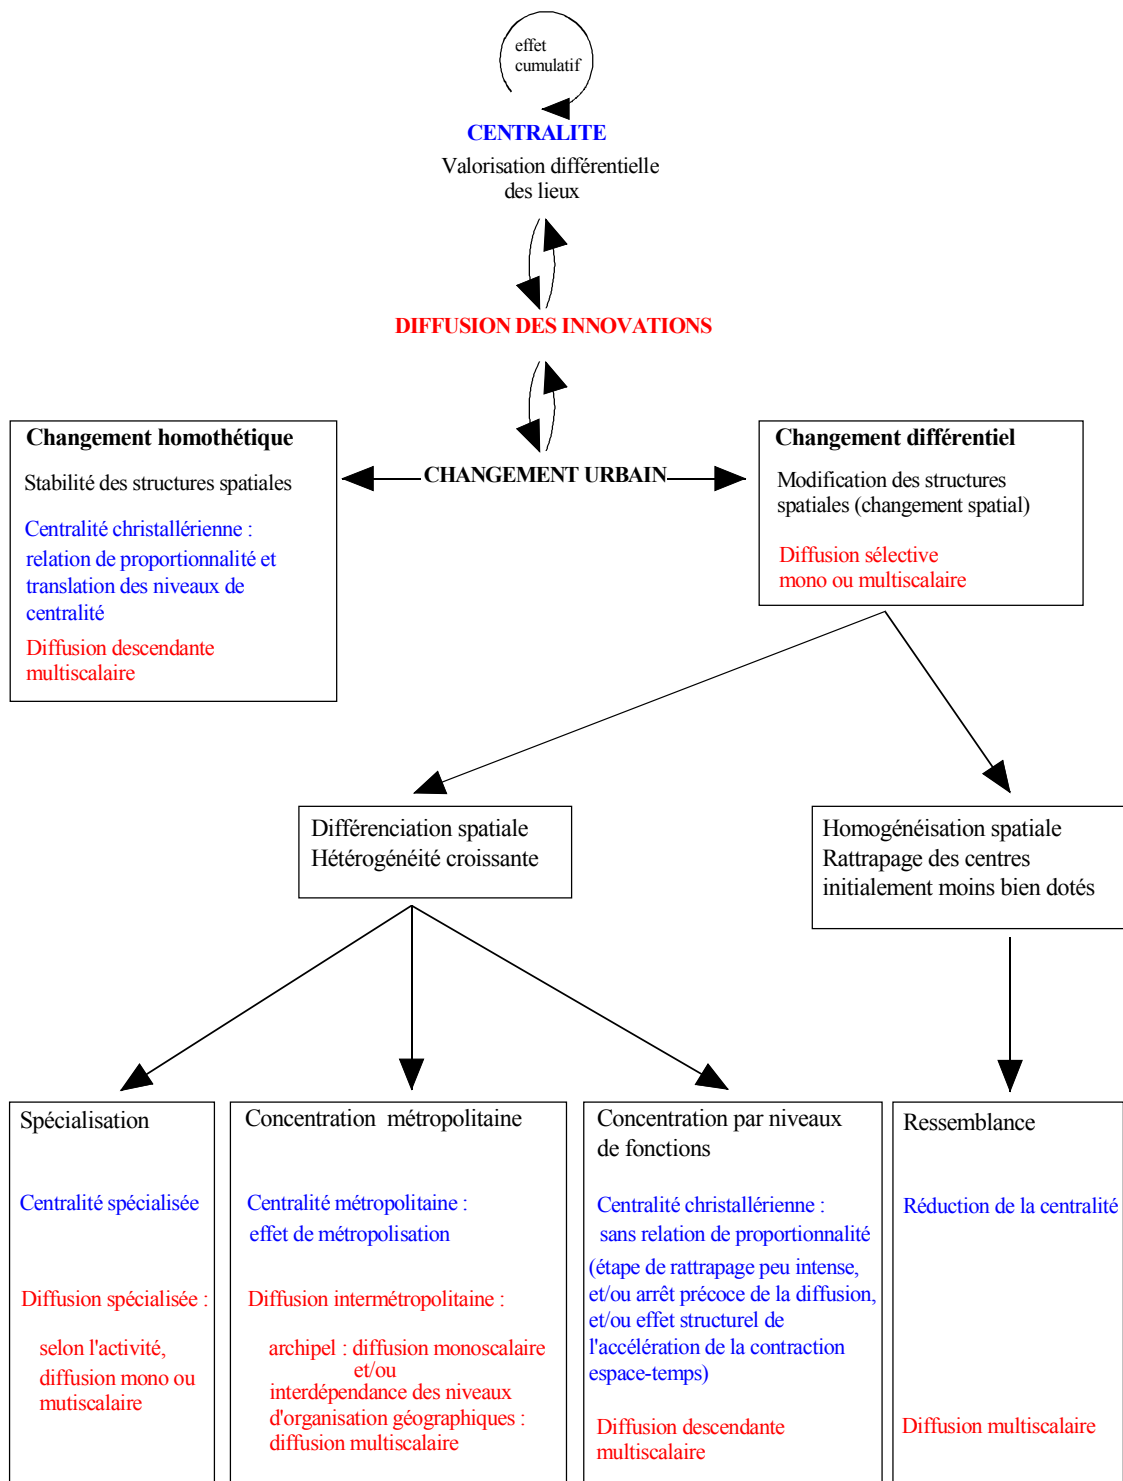 effet
cumulatif
CENTRALITE
Valorisation différentielle
des lieux
DIFFUSION DES INNOVATIONS
Changement homothétique
Stabilité des structures spatiales
Centralité christallérienne :
relation de proportionnalité et
translation des niveaux de
centralité
Diffusion descendante
multiscalaire
CHANGEMENT URBAIN
Changement différentiel
Modification des structures
spatiales (changement spatial)
Diffusion sélective
mono ou multiscalaire
Différenciation spatiale
Hétérogénéité croissante
Homogénéisation spatiale
Rattrapage des centres
initialement moins bien dotés
Spécialisation
Centralité spécialisée
Diffusion spécialisée :
selon l'activité,
diffusion mono ou
mutiscalaire
Concentration métropolitaine
Centralité métropolitaine :
effet de métropolisation
Diffusion intermétropolitaine :
archipel : diffusion monoscalaire
et/ou
interdépendance des niveaux
d'organisation géographiques :
diffusion multiscalaire
Concentration par niveaux
de fonctions
Centralité christallérienne :
sans relation de proportionnalité
(étape de rattrapage peu intense,
et/ou arrêt précoce de la diffusion,
et/ou effet structurel de
l'accélération de la contraction
espace-temps)
Diffusion descendante
multiscalaire
Ressemblance
Réduction de la centralité
Diffusion multiscalaire